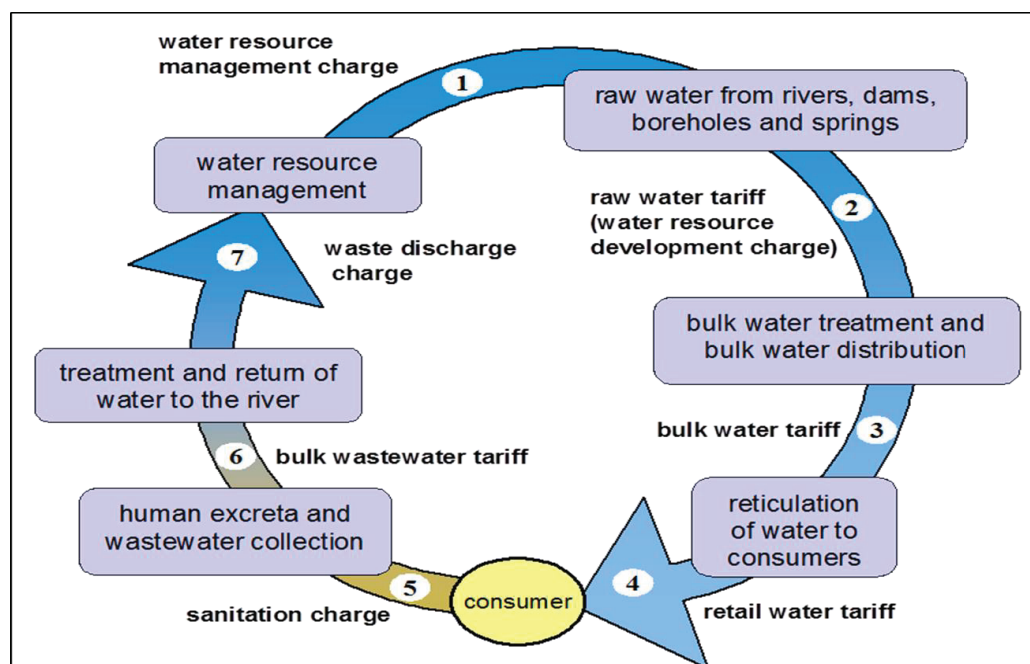 water resource
management charge
1
raw water from rivers, dams,
boreholes and springs
water resource
management
raw water tariff
(water resource
development charge)
2
7
waste discharge
charge
bulk water treatment and
bulk water distribution
treatment and return of
water to the river
bulk water tariff
3
6
bulk wastewater tariff
human excreta and
wastewater collection
reticulation
of water to
consumers
5
sanitation charge
consumer
4
retail water tariff